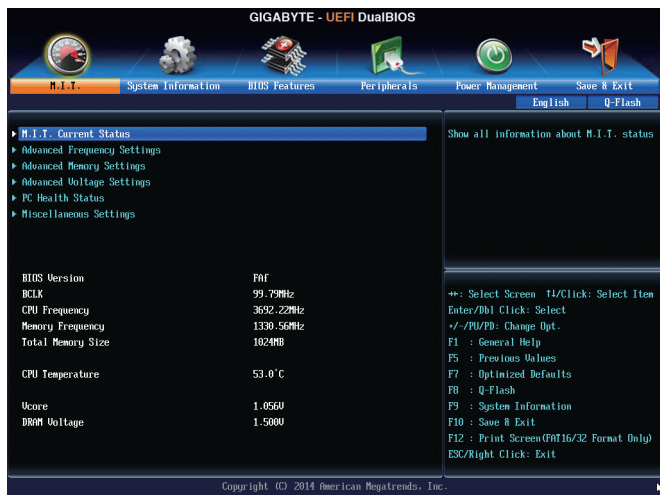 GIGABYTE - UEFI DualBIOS
M.I.T. System Information BIOS Features Peripherals Power Management Save & Exit
English Q-Flash
M.I.T. Current Status
Advanced Frequency Settings
Advanced Memory Settings
Advanced Voltage Settings
PC Health Status
Miscellaneous Settings
Show all information about M.I.T. status
BIOS Version FAf
BCLK 99.79MHz
CPU Frequency 3692.22MHz
Memory Frequency 1330.56MHz
Total Memory Size 1024MB
CPU Temperature 53.0°C
Vcore 1.056V
DRAM Voltage 1.500V
→←: Select Screen ↑↓/Click: Select Item
Enter/Dbl Click: Select
+/-/PU/PD: Change Opt.
F1 : General Help
F5 : Previous Values
F7 : Optimized Defaults
F8 : Q-Flash
F9 : System Information
F10 : Save & Exit
F12 : Print Screen(FAT16/32 Format Only)
ESC/Right Click: Exit
Copyright (C) 2014 American Megatrends, Inc.